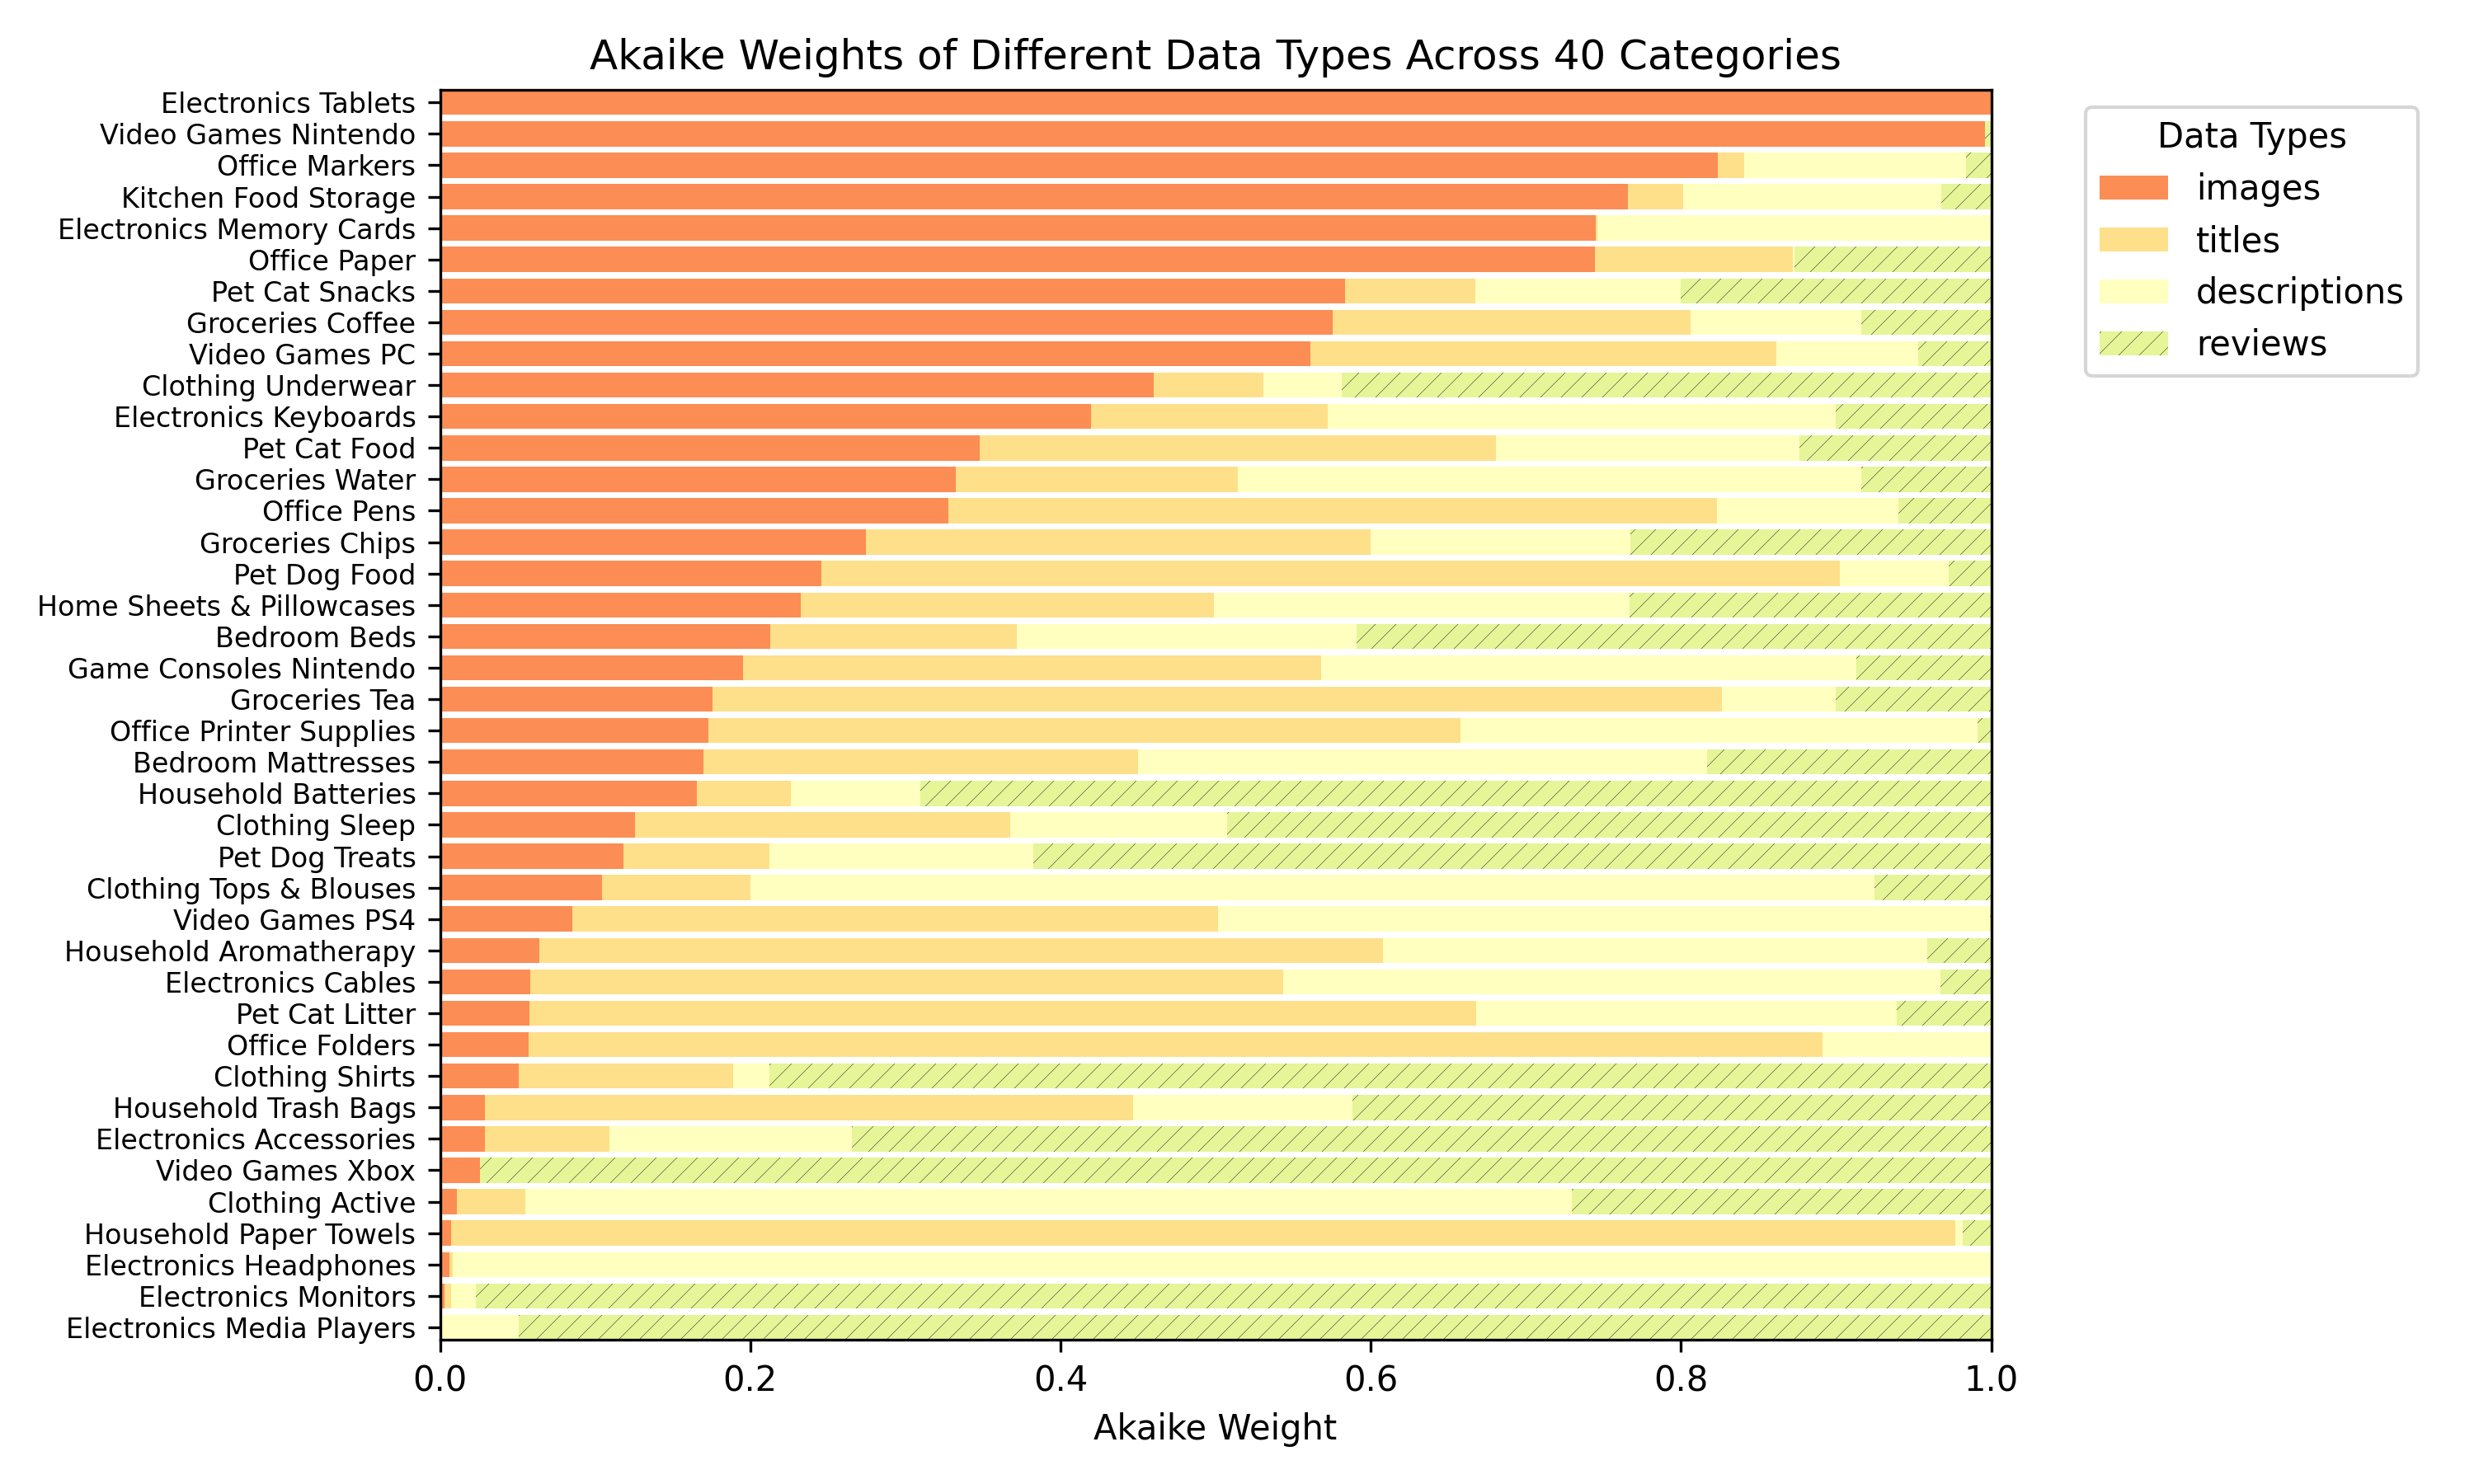 Akaike Weights of Different Data Types Across 40 Categories
Electronics Tablets
Video Games Nintendo
Office Markers
Kitchen Food Storage
Electronics Memory Cards
Office Paper
Pet Cat Snacks
Groceries Coffee
Video Games PC
Clothing Underwear
Electronics Keyboards
Pet Cat Food
Groceries Water
Office Pens
Groceries Chips
Pet Dog Food
Home Sheets & Pillowcases
Bedroom Beds
Game Consoles Nintendo
Groceries Tea
Office Printer Supplies
Bedroom Mattresses
Household Batteries
Clothing Sleep
Pet Dog Treats
Clothing Tops & Blouses
Video Games PS4
Household Aromatherapy
Electronics Cables
Pet Cat Litter
Office Folders
Clothing Shirts
Household Trash Bags
Electronics Accessories
Video Games Xbox
Clothing Active
Household Paper Towels
Electronics Headphones
Electronics Monitors
Electronics Media Players
0.0 0.2 0.4 0.6 0.8 1.0
Akaike Weight
Data Types
images
titles
descriptions
reviews